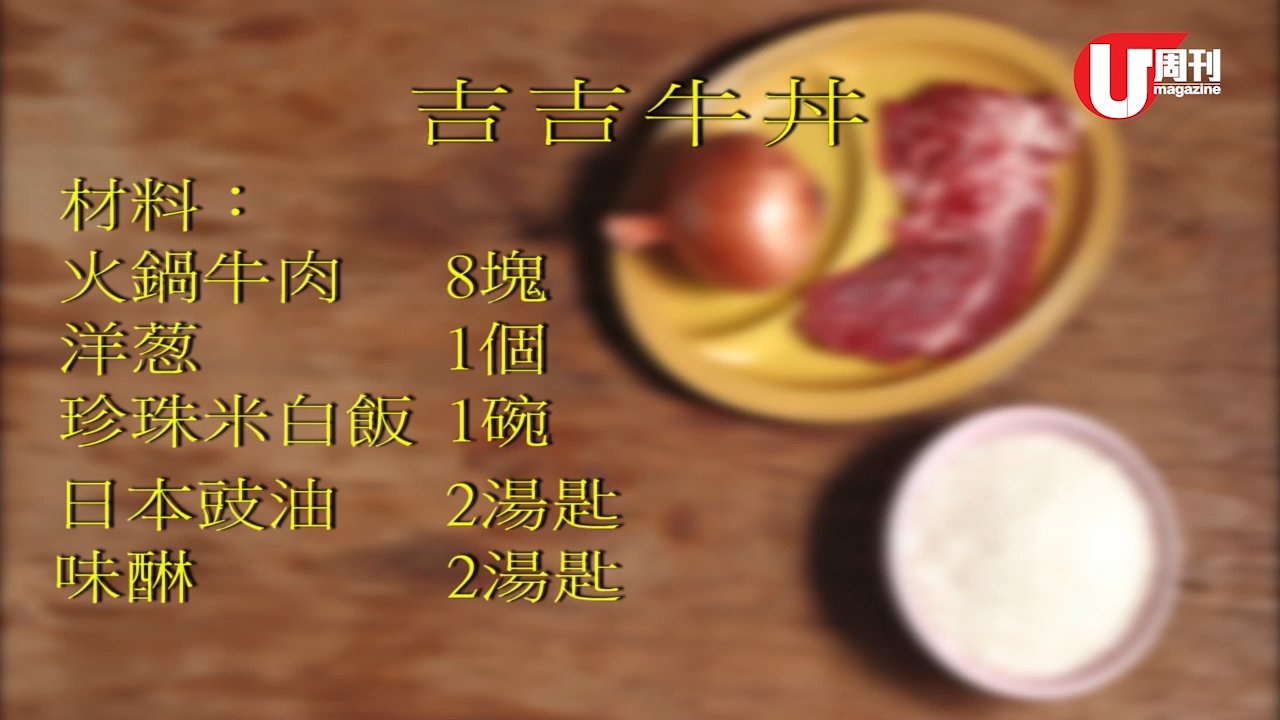 U周刊
magazine
吉吉牛丼
材料：
火鍋牛肉 8塊
洋葱 1個
珍珠米白飯 1碗
日本豉油 2湯匙
味醂 2湯匙